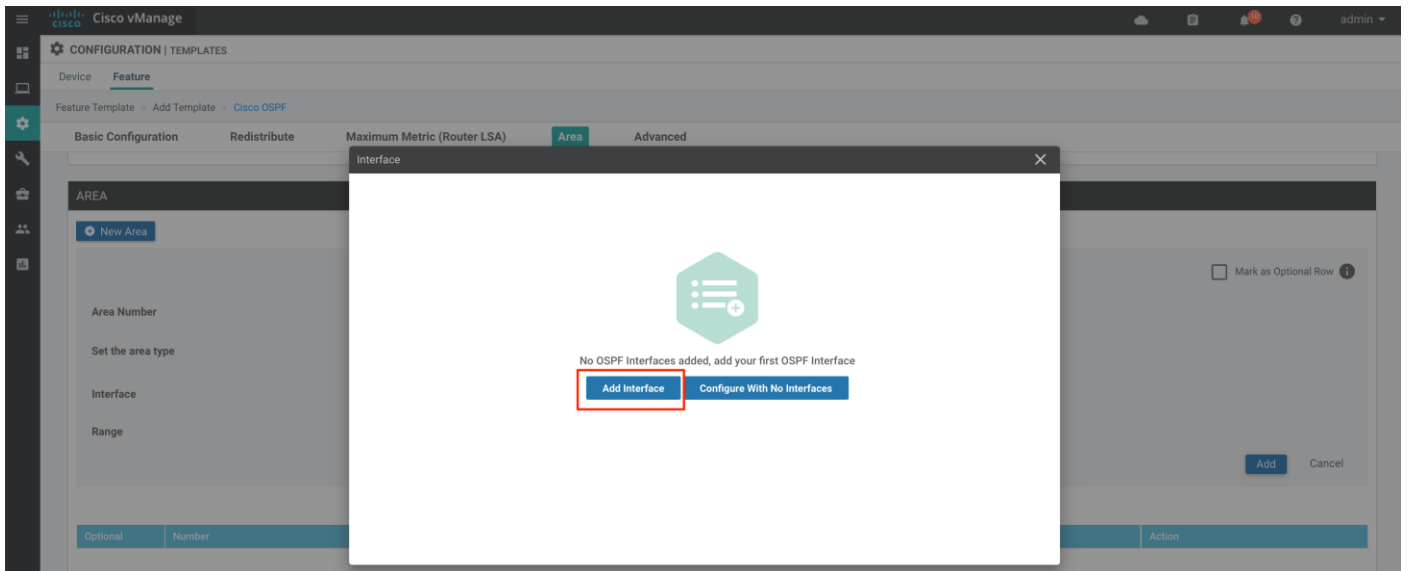 cisco Cisco vManage 10 admin
CONFIGURATION | TEMPLATES
Device Feature
Feature Template > Add Template > Cisco OSPF
Basic Configuration Redistribute Maximum Metric (Router LSA) Area Advanced
Interface
AREA
New Area
Mark as Optional Row
Area Number
Set the area type
No OSPF Interfaces added, add your first OSPF Interface
Interface
Add Interface Configure With No Interfaces
Range
Add Cancel
Optional Number Action